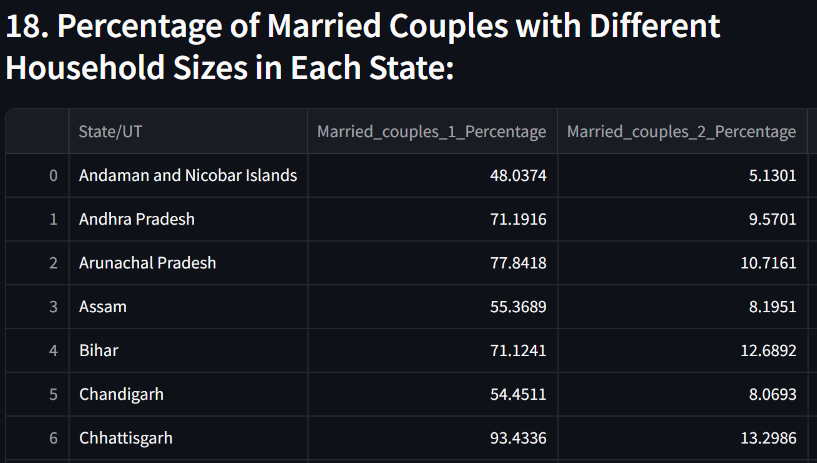 18. Percentage of Married Couples with Different
Household Sizes in Each State:
State/UT Married_couples_1_Percentage Married_couples_2_Percentage
0 Andaman and Nicobar Islands 48.0374 5.1301
1 Andhra Pradesh 71.1916 9.5701
2 Arunachal Pradesh 77.8418 10.7161
3 Assam 55.3689 8.1951
4 Bihar 71.1241 12.6892
5 Chandigarh 54.4511 8.0693
6 Chhattisgarh 93.4336 13.2986